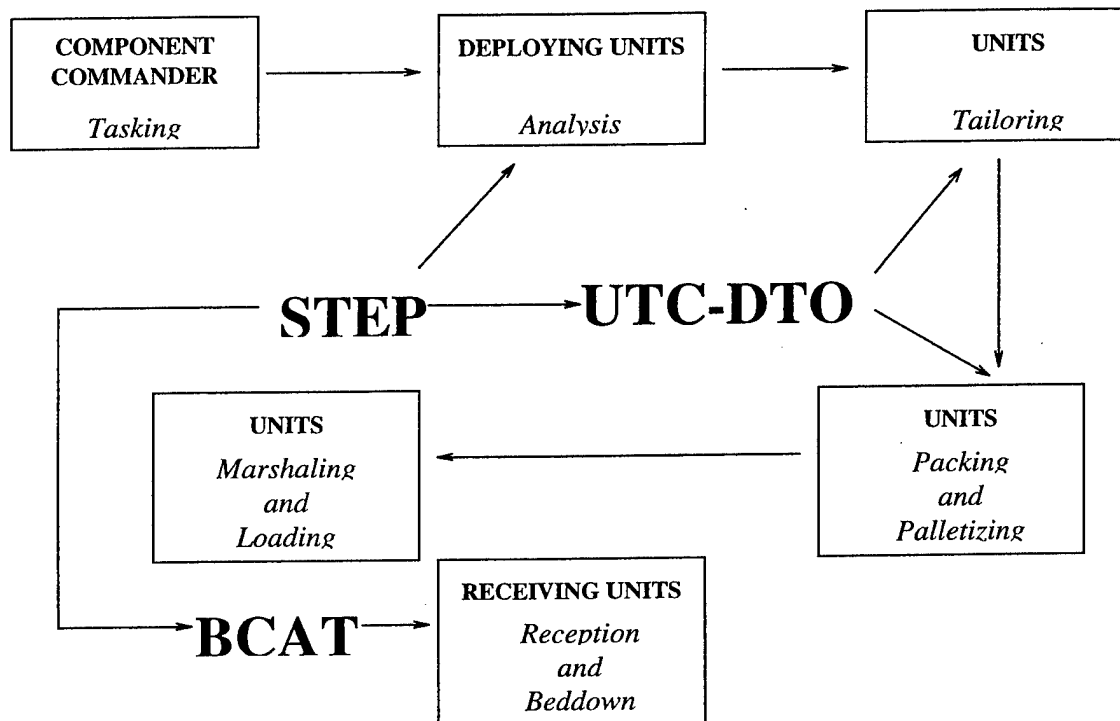 COMPONENT
COMMANDER
Tasking
DEPLOYING UNITS
Analysis
UNITS
Tailoring
STEP
UTC-DTO
UNITS
Marshaling
and
Loading
UNITS
Packing
and
Palletizing
BCAT
RECEIVING UNITS
Reception
and
Beddown